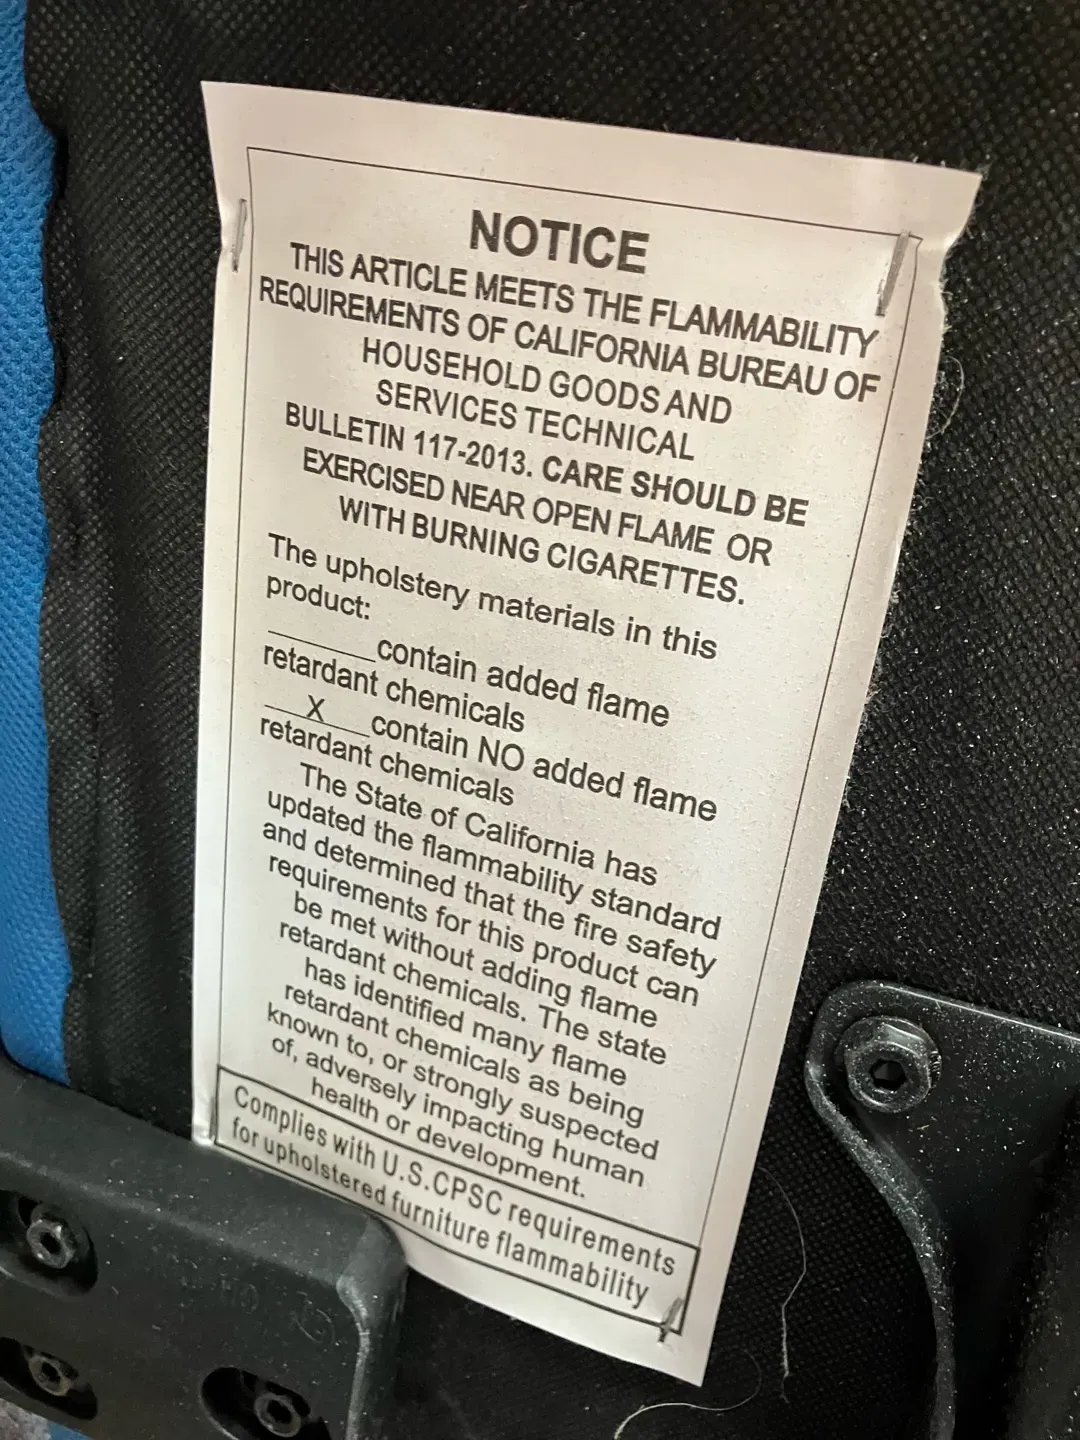 NOTICE
THIS ARTICLE MEETS THE FLAMMABILITY
REQUIREMENTS OF CALIFORNIA BUREAU OF
HOUSEHOLD GOODS AND
SERVICES TECHNICAL
BULLETIN 117-2013. CARE SHOULD BE
EXERCISED NEAR OPEN FLAME OR
WITH BURNING CIGARETTES.
The upholstery materials in this
product:
_____contain added flame
retardant chemicals
__X__contain NO added flame
retardant chemicals
The State of California has
updated the flammability standard
and determined that the fire safety
requirements for this product can
be met without adding flame
retardant chemicals. The state
has identified many flame
retardant chemicals as being
known to, or strongly suspected
of, adversely impacting human
health or development.
Complies with U.S.CPSC requirements
for upholstered furniture flammability